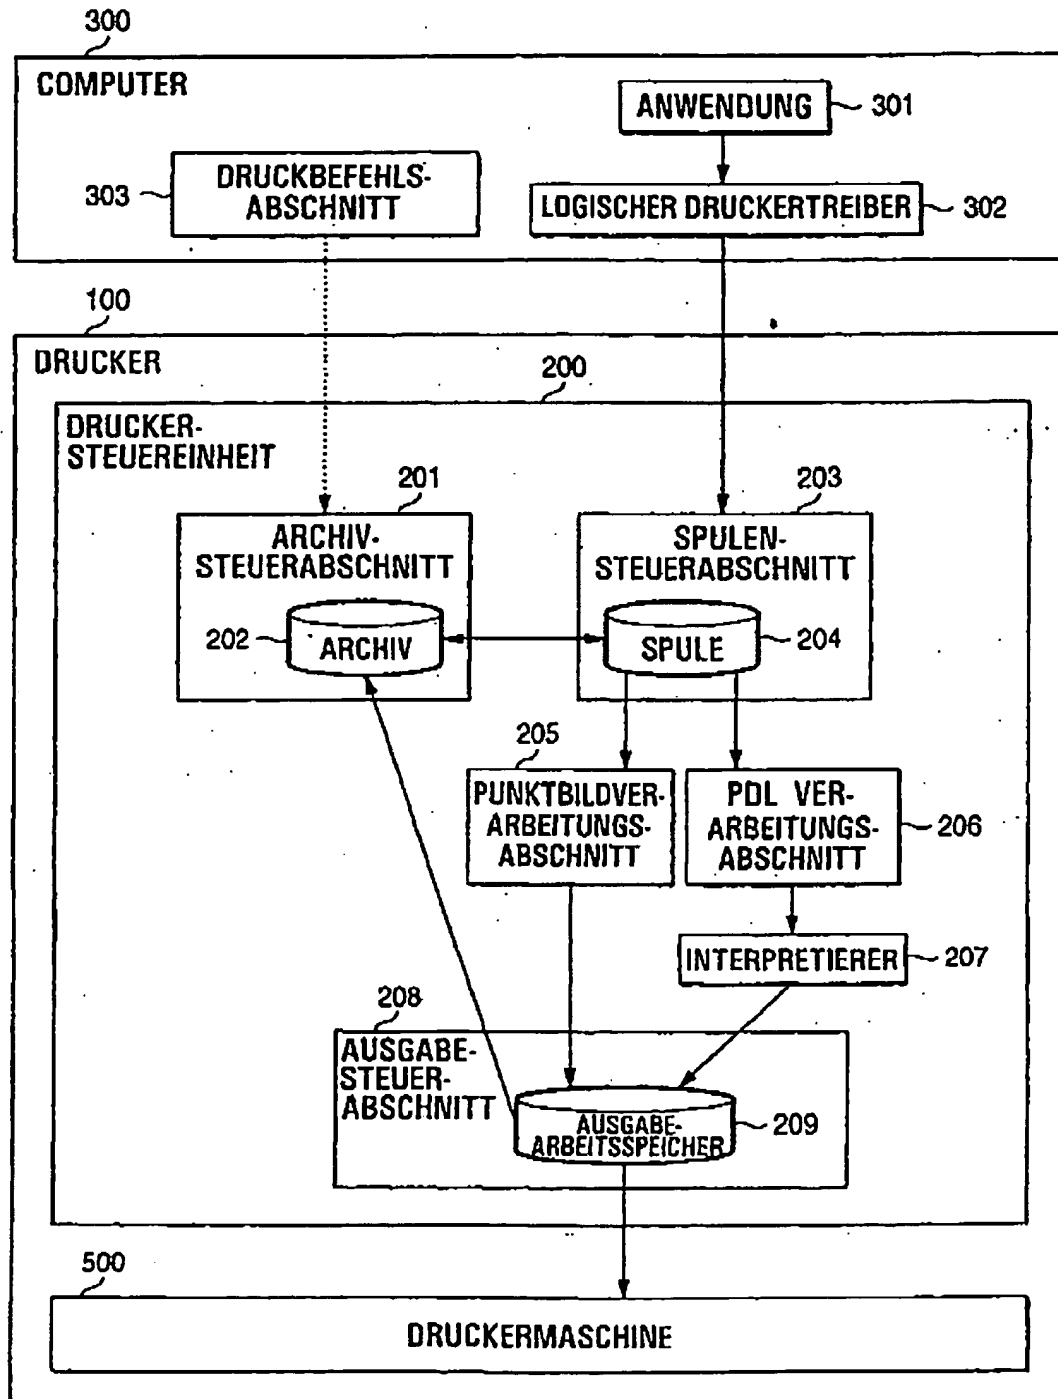 300
COMPUTER
ANWENDUNG
301
DRUCKBEFEHLS-
ABSCHNITT
303
LOGISCHER DRUCKERTREIBER
302
100
DRUCKER
200
DRUCKER-
STEUEREINHEIT
201
203
ARCHIV-
STEUERABSCHNITT
SPULEN-
STEUERABSCHNITT
202
ARCHIV
SPULE
204
205
PUNKTBILDVER-
ARBEITUNGS-
ABSCHNITT
PDL VER-
ARBEITUNGS-
ABSCHNITT
206
INTERPRETIERER
207
208
AUSGABE-
STEUER-
ABSCHNITT
AUSGABE-
ARBEITSSPEICHER
209
500
DRUCKERMASCHINE